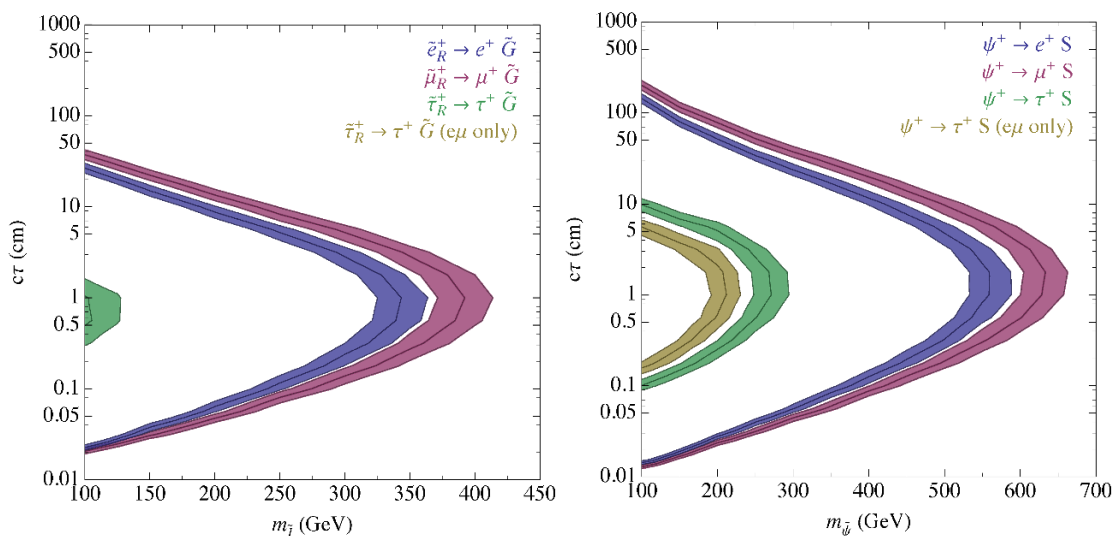 1000
500
100
50
10
5
1
0.5
0.1
0.05
0.01
cτ (cm)
100 150 200 250 300 350 400 450
m_l̃ (GeV)
ẽ_R⁺ → e⁺ G̃
μ̃_R⁺ → μ⁺ G̃
τ̃_R⁺ → τ⁺ G̃
τ̃_R⁺ → τ⁺ G̃ (eμ only)
1000
500
100
50
10
5
1
0.5
0.1
0.05
0.01
cτ (cm)
100 200 300 400 500 600 700
m_ψ̃ (GeV)
ψ⁺ → e⁺ S
ψ⁺ → μ⁺ S
ψ⁺ → τ⁺ S
ψ⁺ → τ⁺ S (eμ only)